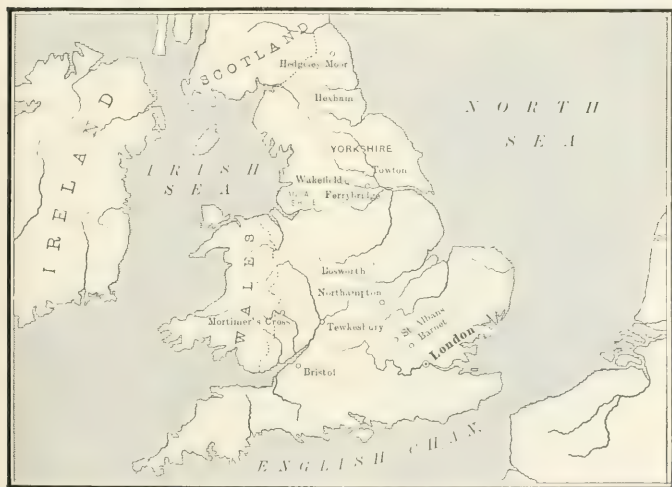 SCOTLAND
Hedgeley Moor
Hexham
NORTH
SEA
IRELAND
IRISH
SEA
YORKSHIRE
Towton
Wakefield
Ferrybridge
WALES
Bosworth
Northampton
Mortimer's Cross
Tewkesbury
St Albans
Barnet
London
Bristol
ENGLISH CHAN.